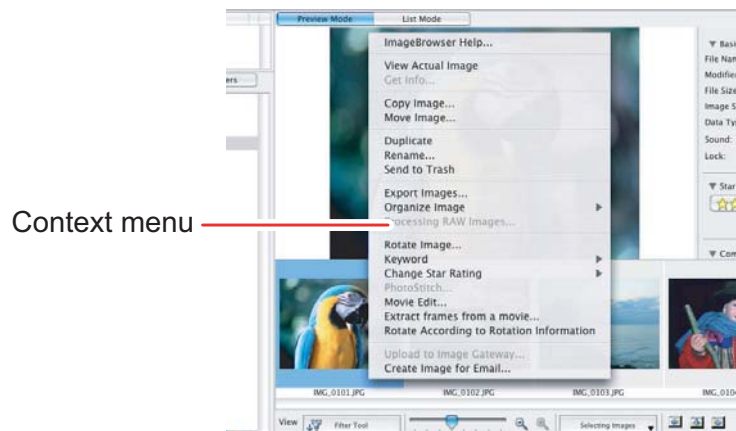 Preview Mode
List Mode
ImageBrowser Help...
View Actual Image
Get Info...
Copy Image...
Move Image...
Duplicate
Rename...
Send to Trash
Export Images...
Organize Image
Processing RAW Images...
Rotate Image...
Keyword
Change Star Rating
PhotoStitch...
Movie Edit...
Extract frames from a movie...
Rotate According to Rotation Information
Upload to Image Gateway...
Create Image for Email...
Context menu
ers
Basi
File Nam
Modifie
File Size
Image S
Data Ty
Sound:
Lock:
Star
Com
IMG_0101.JPG
IMG_0102.JPG
IMG_0103.JPG
IMG_0104
View
Filter Tool
Selecting Images